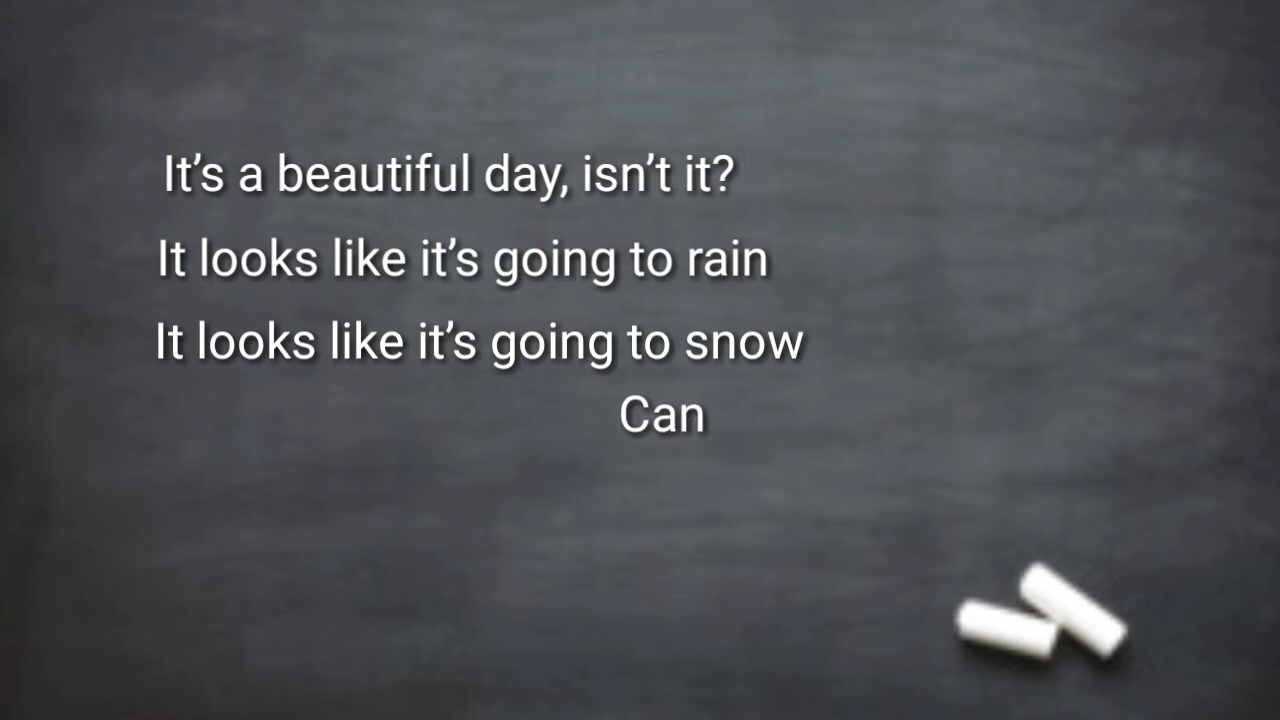 It’s a beautiful day, isn’t it?
It looks like it’s going to rain
It looks like it’s going to snow
Can